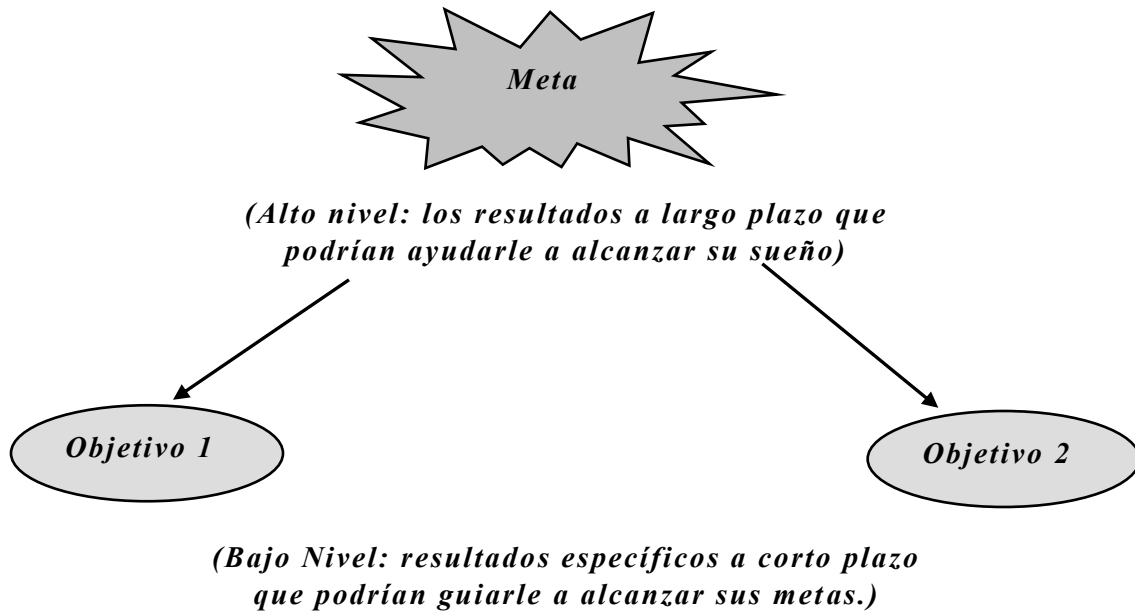 Meta
(Alto nivel: los resultados a largo plazo que
podrían ayudarle a alcanzar su sueño)
Objetivo 1
Objetivo 2
(Bajo Nivel: resultados específicos a corto plazo
que podrían guiarle a alcanzar sus metas.)